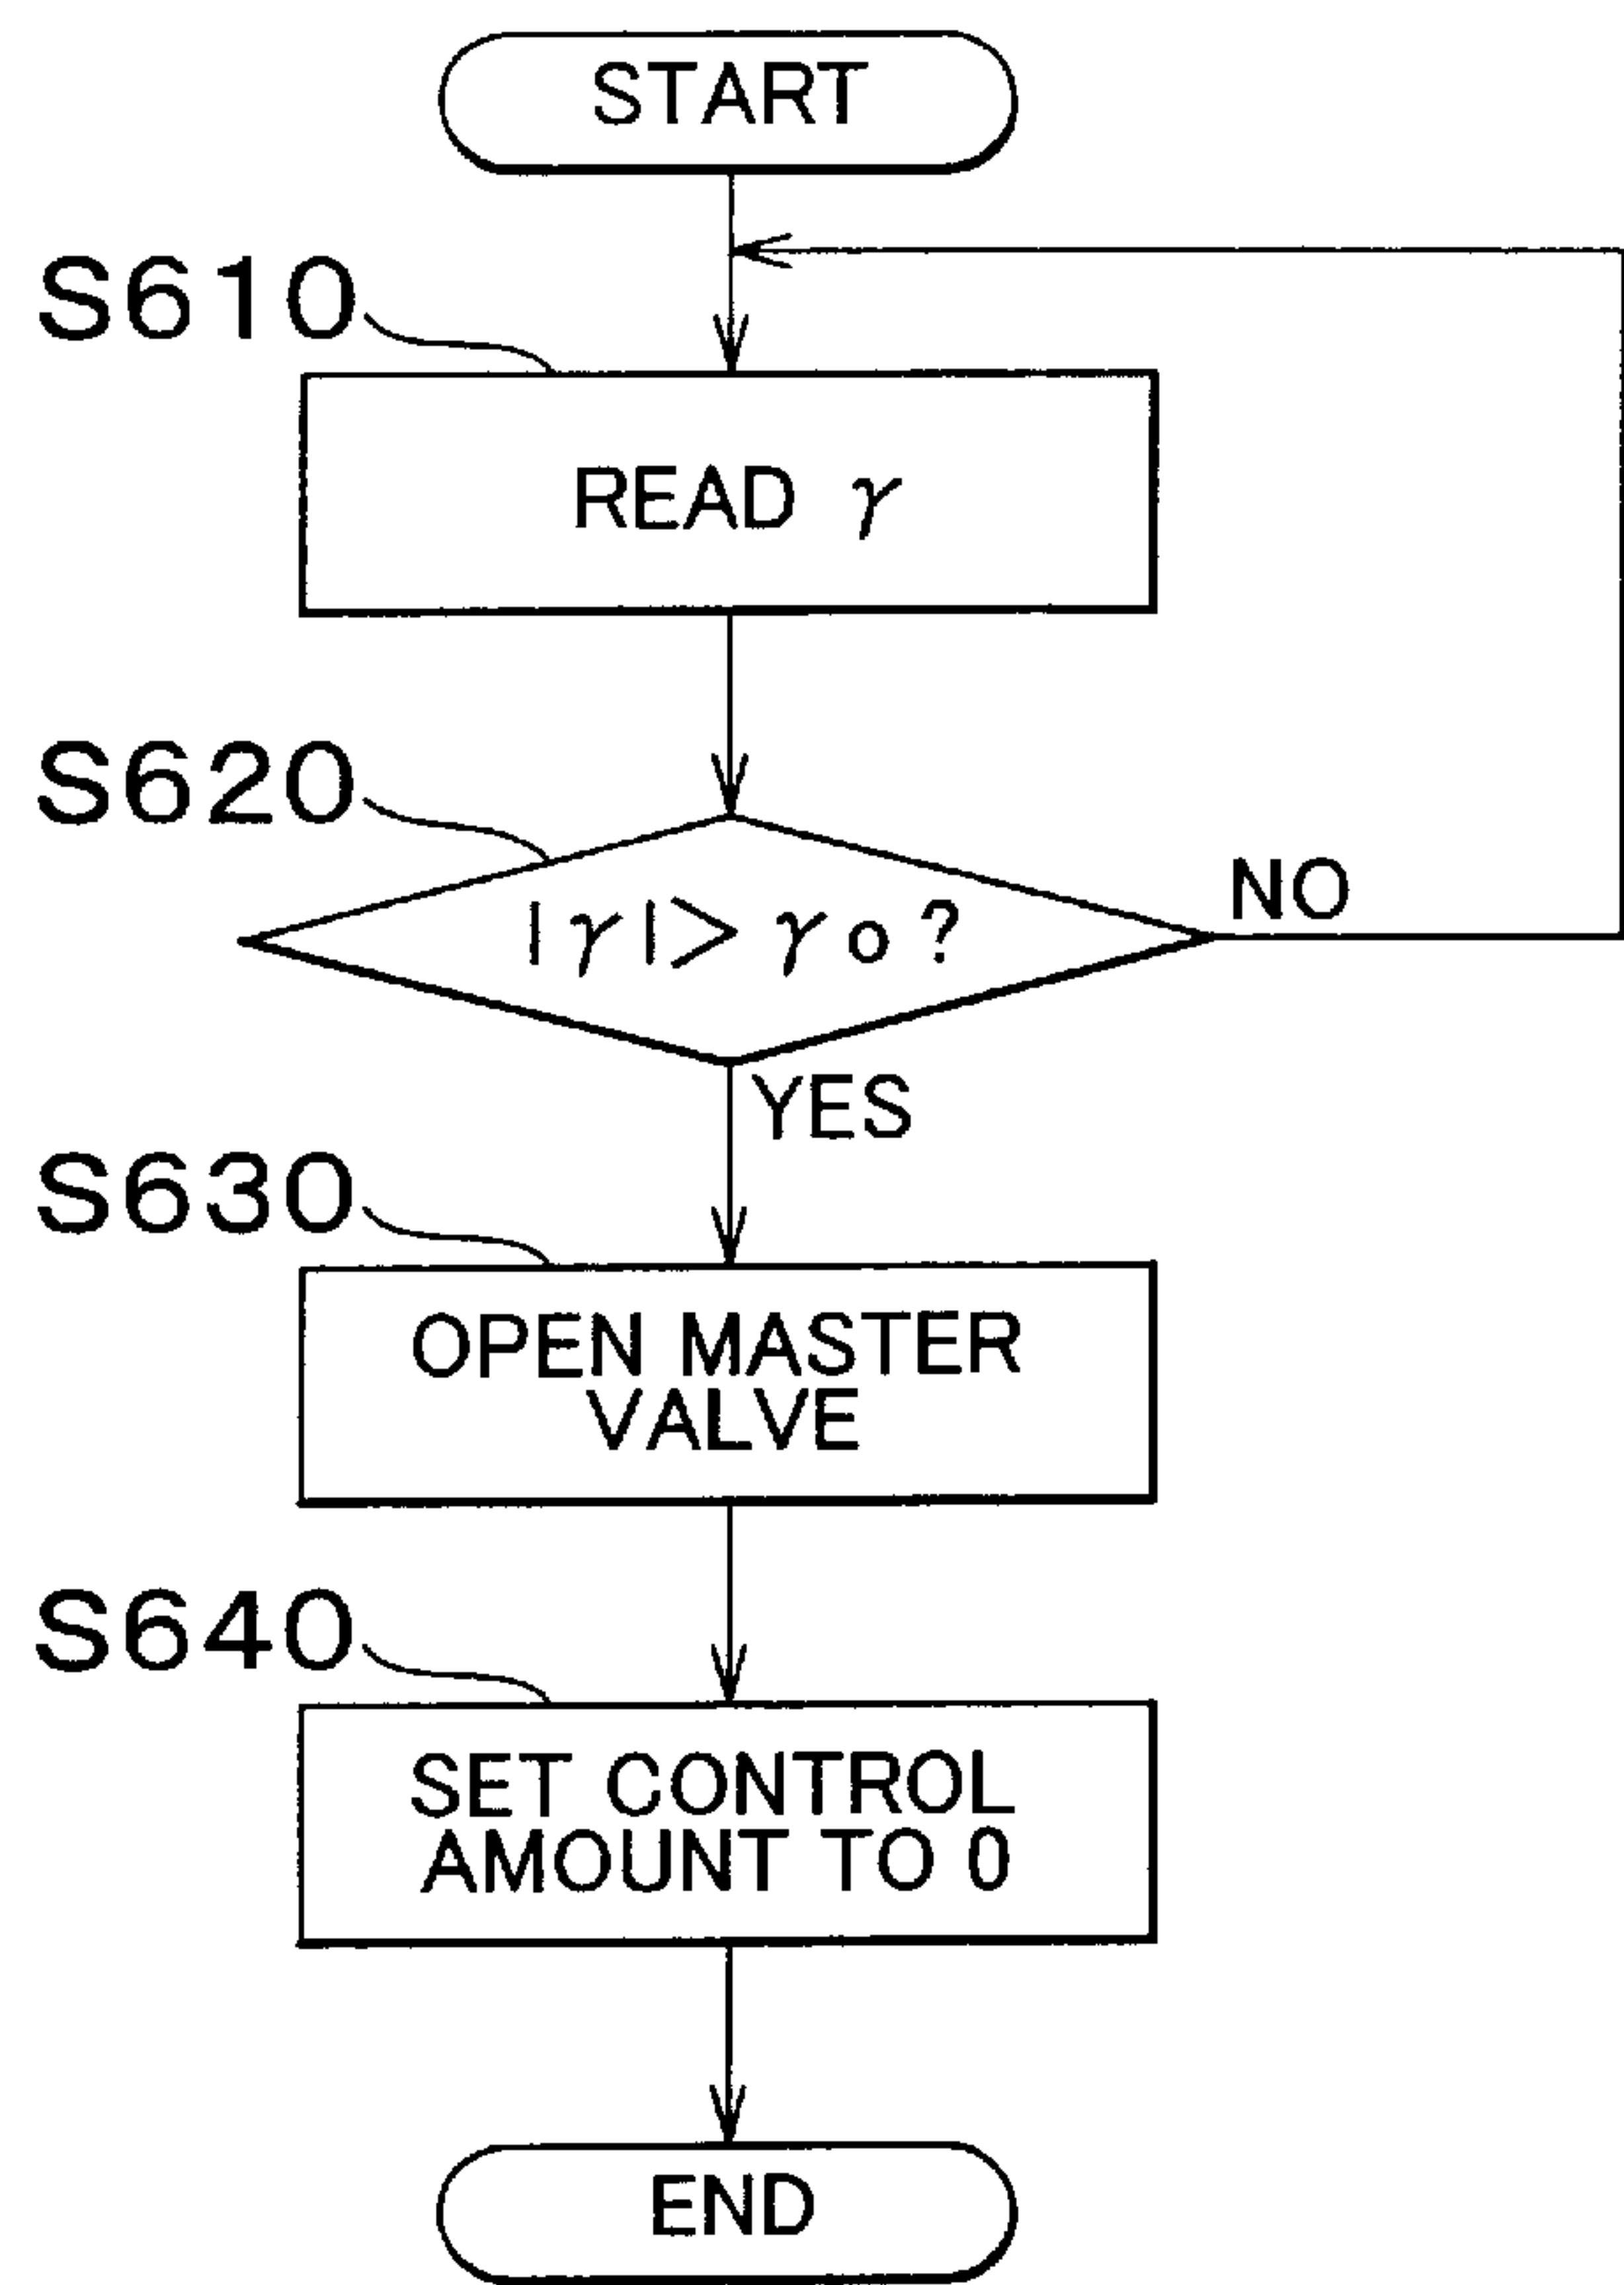 START
S610
READ γ
S620
|γ|>γo?
NO
YES
S630
OPEN MASTER
VALVE
S640
SET CONTROL
AMOUNT TO 0
END